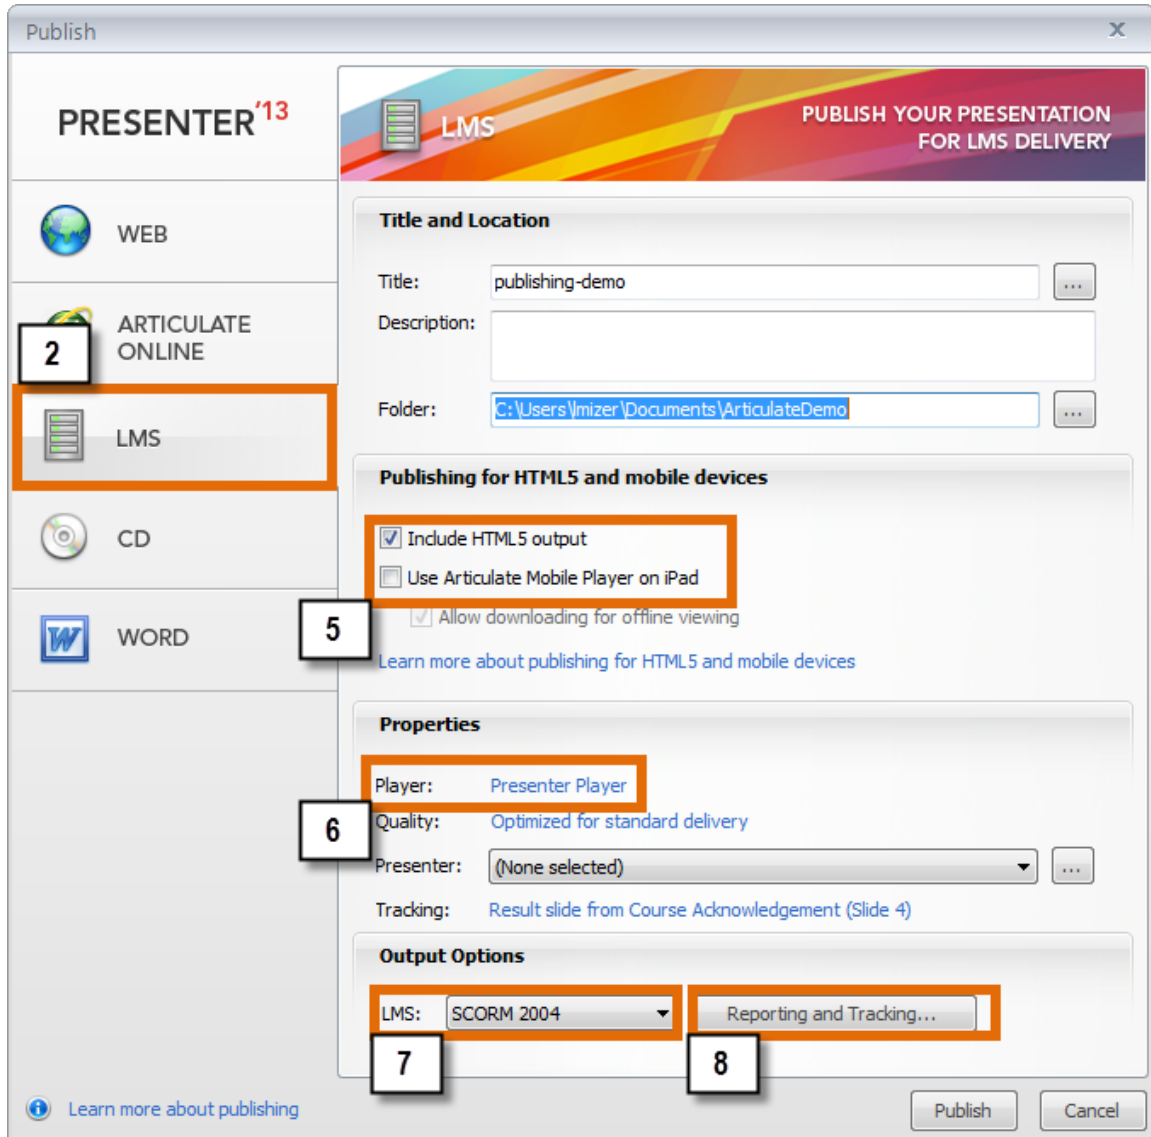 Publish
X
PRESENTER'13
WEB
ARTICULATE
ONLINE
2
LMS
CD
WORD
LMS
PUBLISH YOUR PRESENTATION
FOR LMS DELIVERY
Title and Location
Title: publishing-demo ...
Description:
Folder: C:\Users\lmizer\Documents\ArticulateDemo ...
Publishing for HTML5 and mobile devices
Include HTML5 output
Use Articulate Mobile Player on iPad
5
Allow downloading for offline viewing
Learn more about publishing for HTML5 and mobile devices
Properties
Player: Presenter Player
6
Quality: Optimized for standard delivery
Presenter: (None selected) ...
Tracking: Result slide from Course Acknowledgement (Slide 4)
Output Options
LMS: SCORM 2004 Reporting and Tracking...
7 8
Learn more about publishing
Publish Cancel